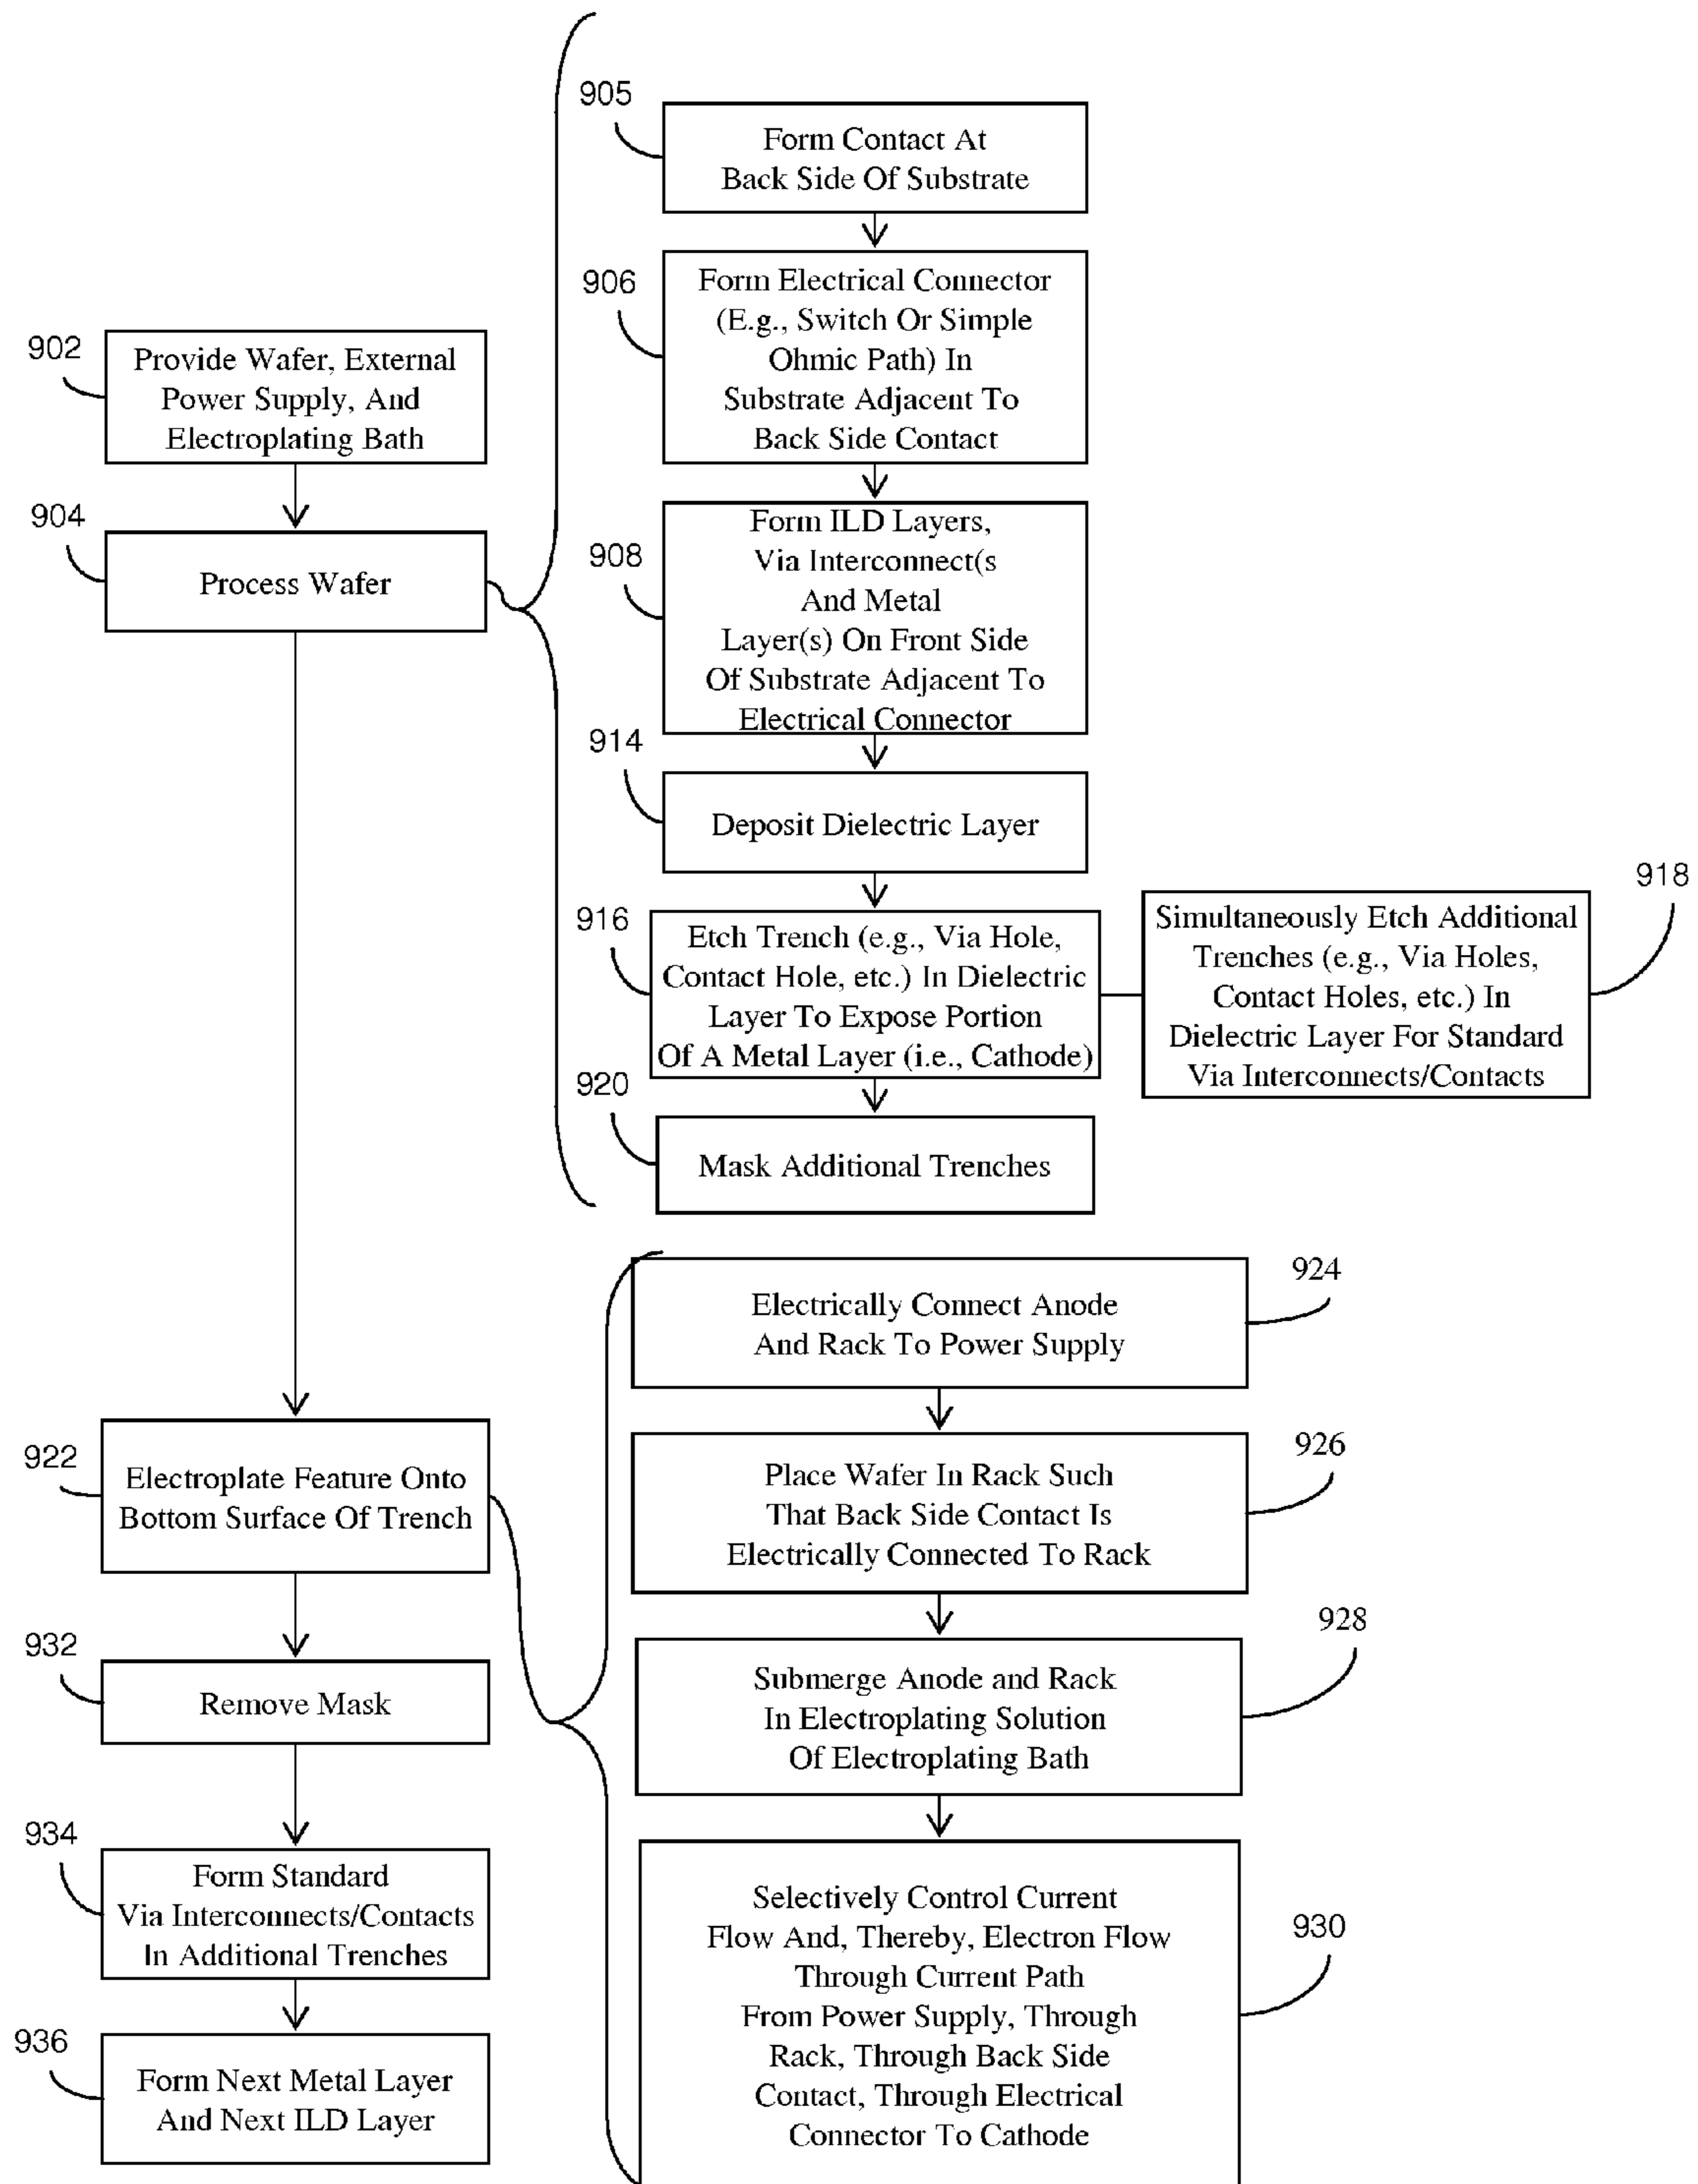 902
Provide Wafer, External
Power Supply, And
Electroplating Bath
904
Process Wafer
905
Form Contact At
Back Side Of Substrate
906
Form Electrical Connector
(E.g., Switch Or Simple
Ohmic Path) In
Substrate Adjacent To
Back Side Contact
908
Form ILD Layers,
Via Interconnect(s
And Metal
Layer(s) On Front Side
Of Substrate Adjacent To
Electrical Connector
914
Deposit Dielectric Layer
916
Etch Trench (e.g., Via Hole,
Contact Hole, etc.) In Dielectric
Layer To Expose Portion
Of A Metal Layer (i.e., Cathode)
918
Simultaneously Etch Additional
Trenches (e.g., Via Holes,
Contact Holes, etc.) In
Dielectric Layer For Standard
Via Interconnects/Contacts
920
Mask Additional Trenches
922
Electroplate Feature Onto
Bottom Surface Of Trench
924
Electrically Connect Anode
And Rack To Power Supply
926
Place Wafer In Rack Such
That Back Side Contact Is
Electrically Connected To Rack
928
Submerge Anode and Rack
In Electroplating Solution
Of Electroplating Bath
930
Selectively Control Current
Flow And, Thereby, Electron Flow
Through Current Path
From Power Supply, Through
Rack, Through Back Side
Contact, Through Electrical
Connector To Cathode
932
Remove Mask
934
Form Standard
Via Interconnects/Contacts
In Additional Trenches
936
Form Next Metal Layer
And Next ILD Layer